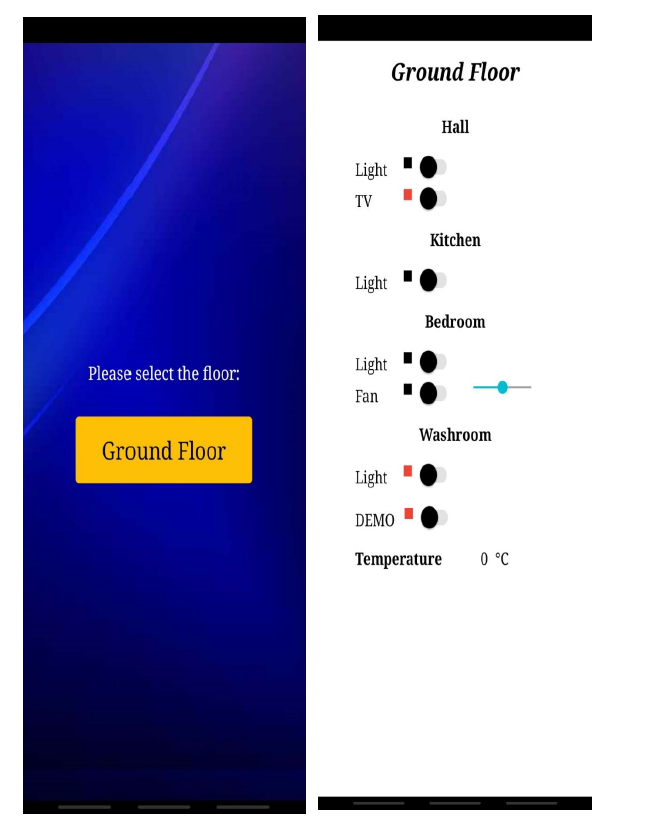 Please select the floor:
Ground Floor
Ground Floor
Hall
Light
TV
Kitchen
Light
Bedroom
Light
Fan
Washroom
Light
DEMO
Temperature 0 °C